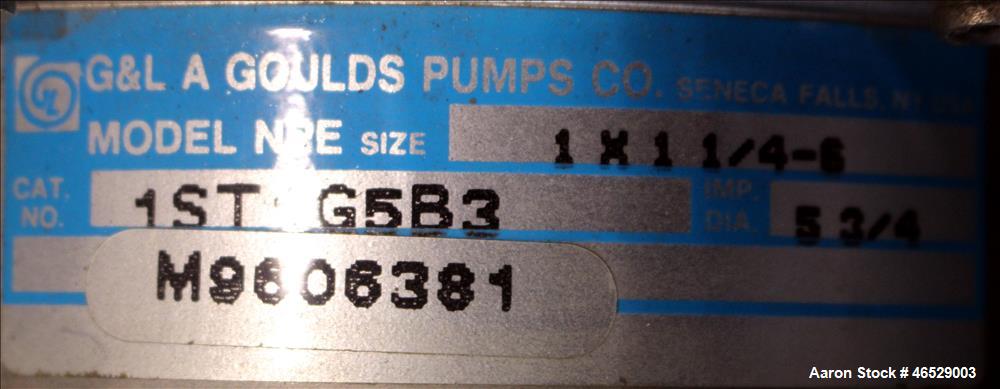 G&L A GOULDS PUMPS CO. SENECA FALLS, NY USA
MODEL NPE SIZE 1 X 1 1/4-6
CAT. NO. 1ST G5B3 IMP. DIA. 5 3/4
M9606381
Aaron Stock # 46529003